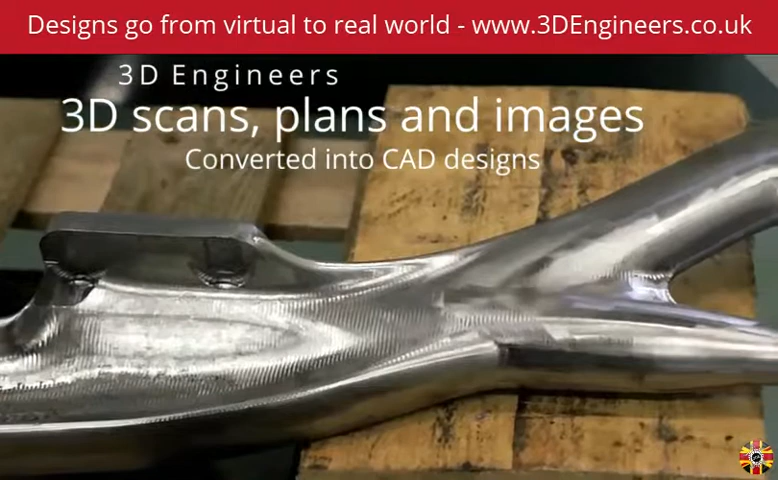 Designs go from virtual to real world - www.3DEngineers.co.uk
3D Engineers
3D scans, plans and images
Converted into CAD designs